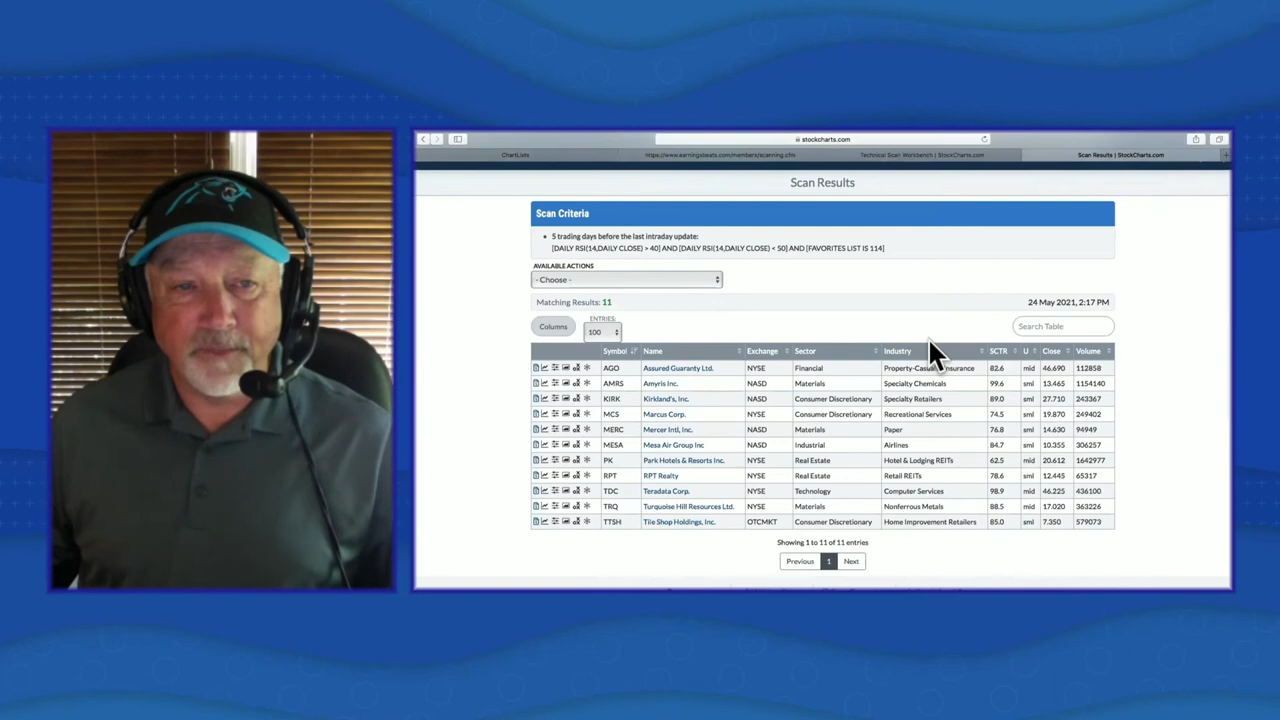 stockcharts.com
ChartLists
https://www.earningsbeats.com/members/scanning.cfm
Technical Scan Workbench | StockCharts.com
Scan Results | StockCharts.com
Scan Results
Scan Criteria
5 trading days before the last intraday update:
[DAILY RSI(14,DAILY CLOSE) > 40] AND [DAILY RSI(14,DAILY CLOSE) < 50] AND [FAVORITES LIST IS 114]
AVAILABLE ACTIONS
- Choose -
Matching Results: 11 24 May 2021, 2:17 PM
Columns ENTRIES: 100 Search Table
Symbol Name Exchange Sector Industry SCTR U Close Volume
AGO Assured Guaranty Ltd. NYSE Financial Property-Casualty Insurance 82.6 mid 46.690 112858
AMRS Amyris Inc. NASD Materials Specialty Chemicals 99.6 sml 13.465 1154140
KIRK Kirkland's, Inc. NASD Consumer Discretionary Specialty Retailers 89.0 sml 27.710 243367
MCS Marcus Corp. NYSE Consumer Discretionary Recreational Services 74.5 sml 19.870 249402
MERC Mercer Intl, Inc. NASD Materials Paper 76.8 sml 14.630 94949
MESA Mesa Air Group Inc NASD Industrial Airlines 84.7 sml 10.355 306257
PK Park Hotels & Resorts Inc. NYSE Real Estate Hotel & Lodging REITs 62.5 mid 20.612 1642977
RPT RPT Realty NYSE Real Estate Retail REITs 78.6 sml 12.445 65317
TDC Teradata Corp. NYSE Technology Computer Services 98.9 mid 46.225 436100
TRQ Turquoise Hill Resources Ltd. NYSE Materials Nonferrous Metals 88.5 mid 17.020 363226
TTSH Tile Shop Holdings, Inc. OTCMKT Consumer Discretionary Home Improvement Retailers 85.0 sml 7.350 579073
Showing 1 to 11 of 11 entries
Previous 1 Next